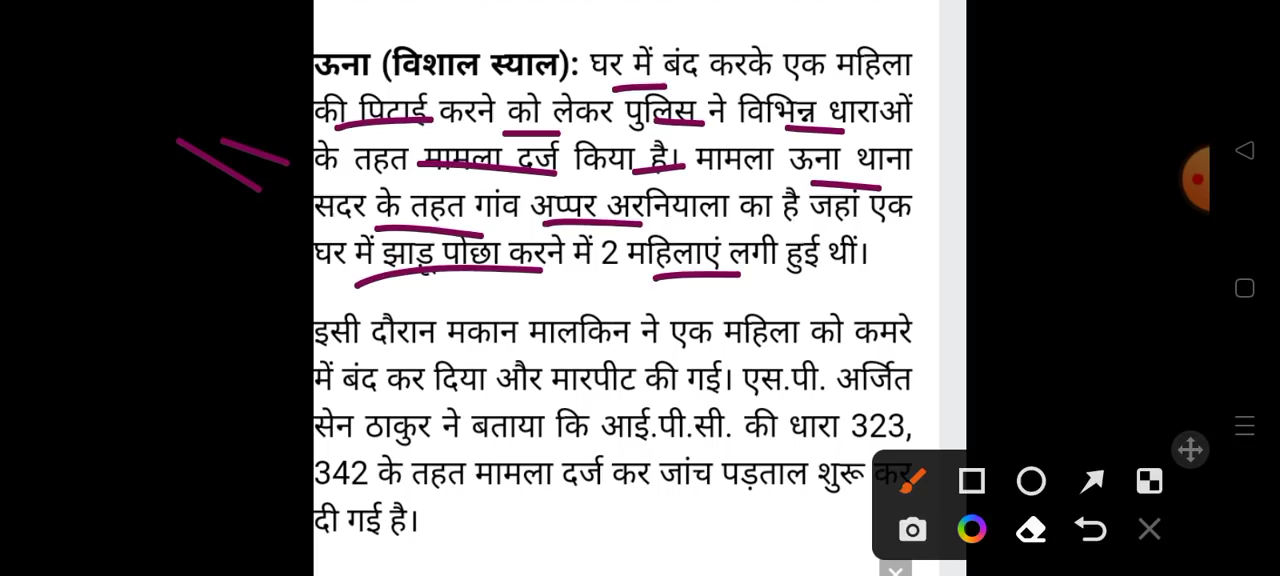 ऊना (विशाल स्याल): घर में बंद करके एक महिला
की पिटाई करने को लेकर पुलिस ने विभिन्न धाराओं
के तहत मामला दर्ज किया है। मामला ऊना थाना
सदर के तहत गांव अप्पर अरनियाला का है जहां एक
घर में झाड़ू पोछा करने में 2 महिलाएं लगी हुई थीं।
इसी दौरान मकान मालकिन ने एक महिला को कमरे
में बंद कर दिया और मारपीट की गई। एस.पी. अर्जित
सेन ठाकुर ने बताया कि आई.पी.सी. की धारा 323,
342 के तहत मामला दर्ज कर जांच पड़ताल शुरू कर
दी गई है।